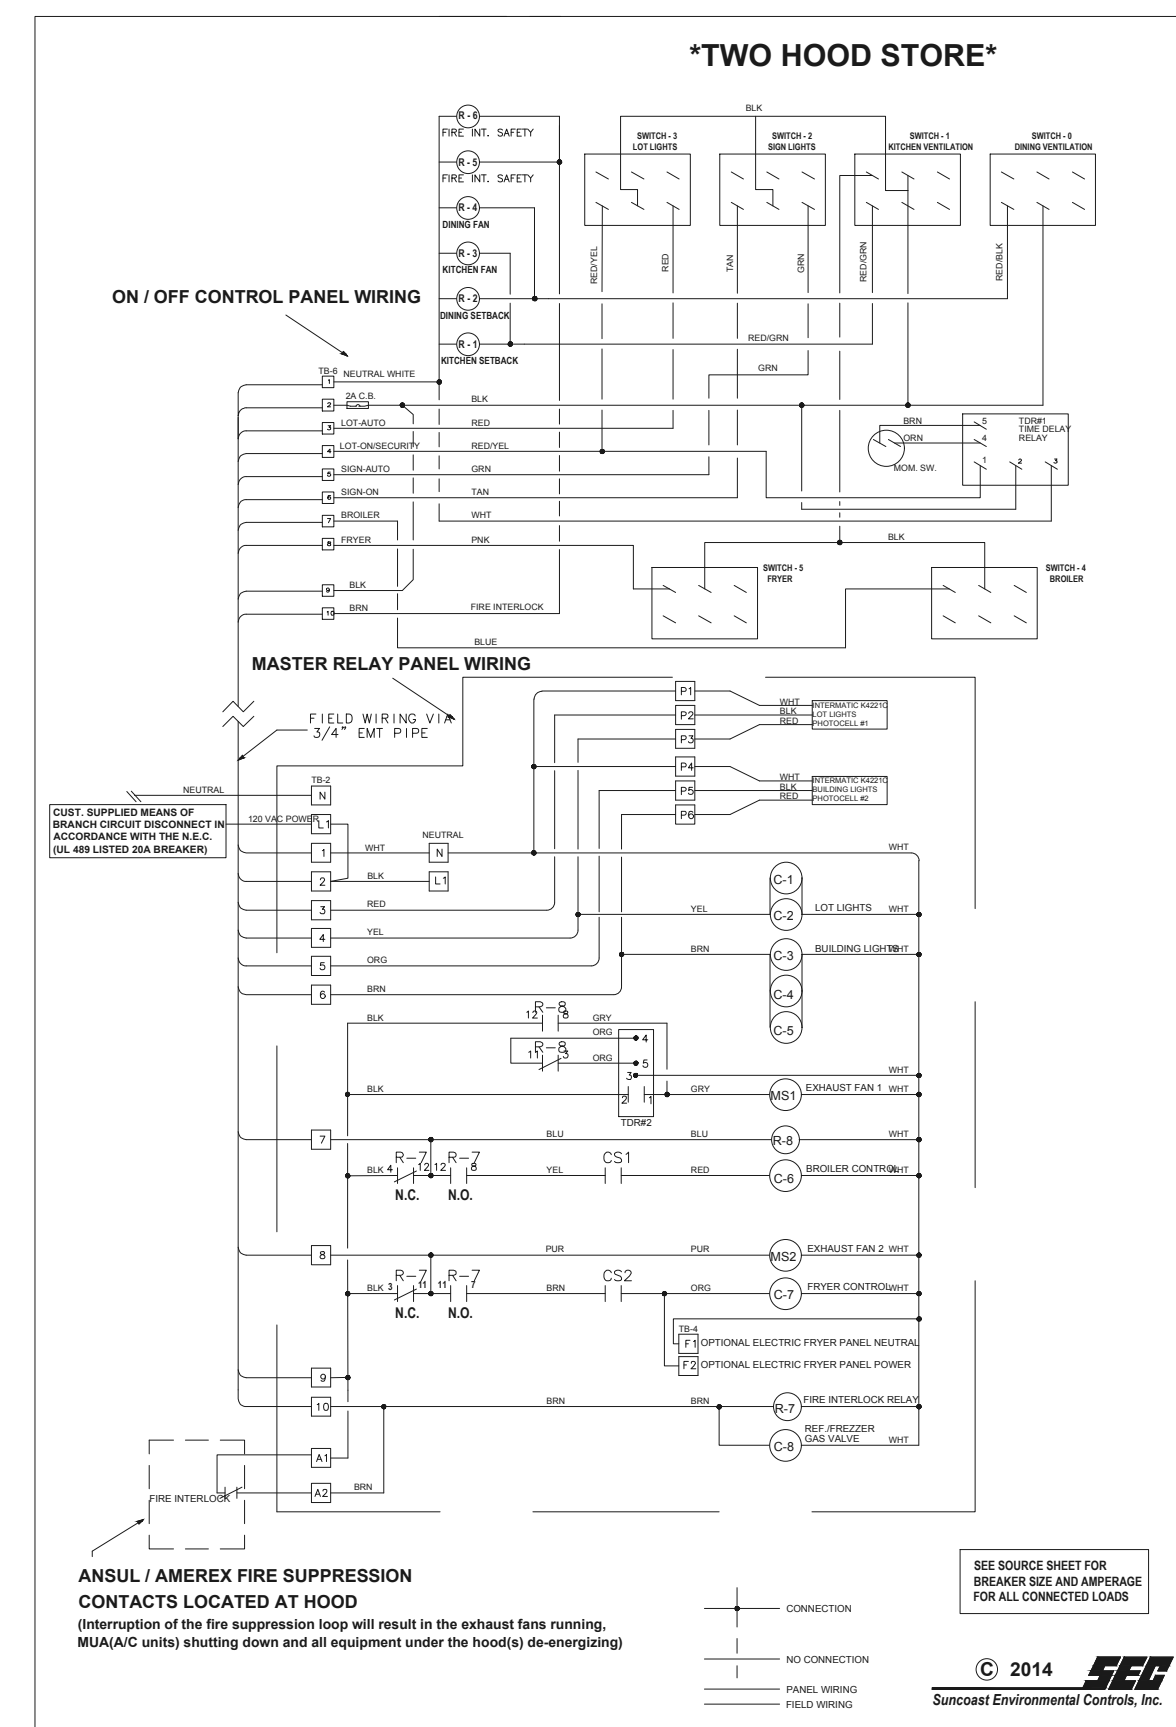 *TWO HOOD STORE*
BLK
R - 6
FIRE INT. SAFETY
R - 5
FIRE INT. SAFETY
R - 4
DINING FAN
R - 3
KITCHEN FAN
R - 2
DINING SETBACK
R - 1
KITCHEN SETBACK
SWITCH - 3
LOT LIGHTS
SWITCH - 2
SIGN LIGHTS
SWITCH - 1
KITCHEN VENTILATION
SWITCH - 0
DINING VENTILATION
RED/YEL
RED
TAN
GRN
RED/GRN
RED/BLK
ON / OFF CONTROL PANEL WIRING
RED/GRN
GRN
TB-6
1 NEUTRAL WHITE
2 2A C.B. BLK
3 LOT-AUTO RED
4 LOT-ON/SECURITY RED/YEL
5 SIGN-AUTO GRN
6 SIGN-ON TAN
7 BROILER WHT
8 FRYER PNK
9 BLK
10 BRN FIRE INTERLOCK
BLUE
BRN
ORN
MOM. SW.
5
4
1
2
3
TDR#1
TIME DELAY
RELAY
BLK
SWITCH - 5
FRYER
SWITCH - 4
BROILER
MASTER RELAY PANEL WIRING
FIELD WIRING VIA
3/4" EMT PIPE
P1
P2
P3
WHT
BLK
RED
INTERMATIC K4221C
LOT LIGHTS
PHOTOCELL #1
P4
P5
P6
WHT
BLK
RED
INTERMATIC K4221C
BUILDING LIGHTS
PHOTOCELL #2
TB-2
NEUTRAL
N
CUST. SUPPLIED MEANS OF
BRANCH CIRCUIT DISCONNECT IN
ACCORDANCE WITH THE N.E.C.
(UL 489 LISTED 20A BREAKER)
120 VAC POWER
L1
NEUTRAL
1 WHT N WHT
2 BLK L1
3 RED
4 YEL
5 ORG
6 BRN
C-1
YEL C-2 LOT LIGHTS WHT
BRN C-3 BUILDING LIGHTS WHT
C-4
C-5
R-8
BLK 12 8 GRY
ORG 4
R-8
11 3 ORG 5
3 WHT
BLK 2 1 GRY MS1 EXHAUST FAN 1 WHT
TDR#2
7 BLU BLU R-8 WHT
R-7 R-7 CS1
BLK 4 12 12 8 YEL RED C-6 BROILER CONTROL WHT
N.C. N.O.
8 PUR PUR MS2 EXHAUST FAN 2 WHT
R-7 R-7 CS2
BLK 3 11 11 7 BRN ORG C-7 FRYER CONTROL WHT
N.C. N.O.
TB-4
F1 OPTIONAL ELECTRIC FRYER PANEL NEUTRAL
F2 OPTIONAL ELECTRIC FRYER PANEL POWER
9
10 BRN BRN R-7 FIRE INTERLOCK RELAY
REF./FREZZER
C-8 GAS VALVE WHT
A1
FIRE INTERLOCK
A2 BRN
ANSUL / AMEREX FIRE SUPPRESSION
CONTACTS LOCATED AT HOOD
(Interruption of the fire suppression loop will result in the exhaust fans running,
MUA(A/C units) shutting down and all equipment under the hood(s) de-energizing)
CONNECTION
NO CONNECTION
PANEL WIRING
FIELD WIRING
SEE SOURCE SHEET FOR
BREAKER SIZE AND AMPERAGE
FOR ALL CONNECTED LOADS
© 2014 SEC
Suncoast Environmental Controls, Inc.